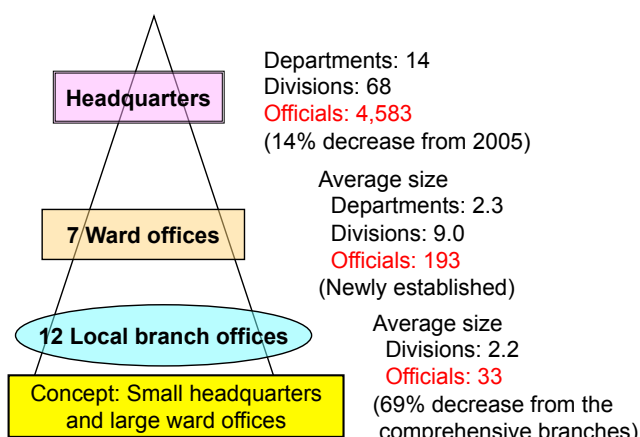 Headquarters
Departments: 14
Divisions: 68
Officials: 4,583
(14% decrease from 2005)
7 Ward offices
Average size
Departments: 2.3
Divisions: 9.0
Officials: 193
(Newly established)
12 Local branch offices
Average size
Divisions: 2.2
Officials: 33
(69% decrease from the
comprehensive branches)
Concept: Small headquarters
and large ward offices